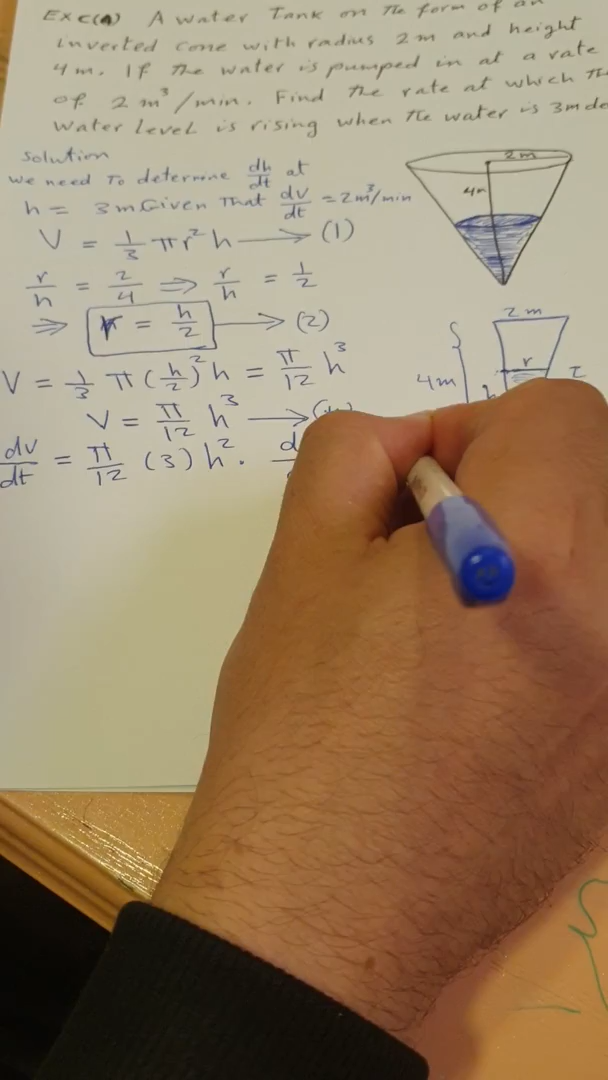 Exc(4) A water Tank on The form of an
inverted cone with radius 2m and height
4m. If the water is pumped in at a rate
of 2 m³/min. Find the rate at which the
water level is rising when the water is 3m de
Solution
we need To determine dh/dt at
h = 3m Given That dv/dt = 2m³/min
V = 1/3 πr²h → (1)
r/h = 2/4 ⇒ r/h = 1/2
⇒ r = h/2 → (2)
V = 1/3 π(h/2)²h = π/12 h³
V = π/12 h³ →
dv/dt = π/12 (3)h² . d
2m
4m
2 m
r
4m
h